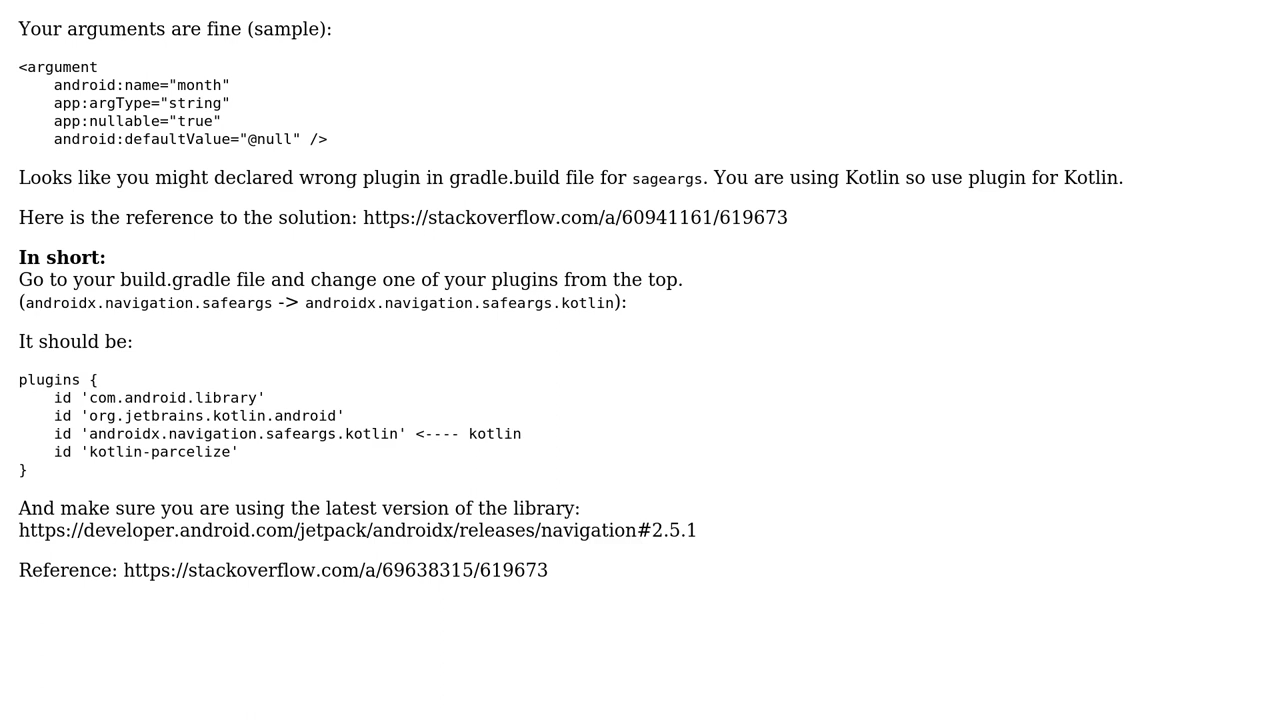 Your arguments are fine (sample):
<argument
    android:name="month"
    app:argType="string"
    app:nullable="true"
    android:defaultValue="@null" />
Looks like you might declared wrong plugin in gradle.build file for sageargs. You are using Kotlin so use plugin for Kotlin.
Here is the reference to the solution: https://stackoverflow.com/a/60941161/619673
In short:
Go to your build.gradle file and change one of your plugins from the top.
(androidx.navigation.safeargs -> androidx.navigation.safeargs.kotlin):
It should be:
plugins {
    id 'com.android.library'
    id 'org.jetbrains.kotlin.android'
    id 'androidx.navigation.safeargs.kotlin' <---- kotlin
    id 'kotlin-parcelize'
}
And make sure you are using the latest version of the library:
https://developer.android.com/jetpack/androidx/releases/navigation#2.5.1
Reference: https://stackoverflow.com/a/69638315/619673